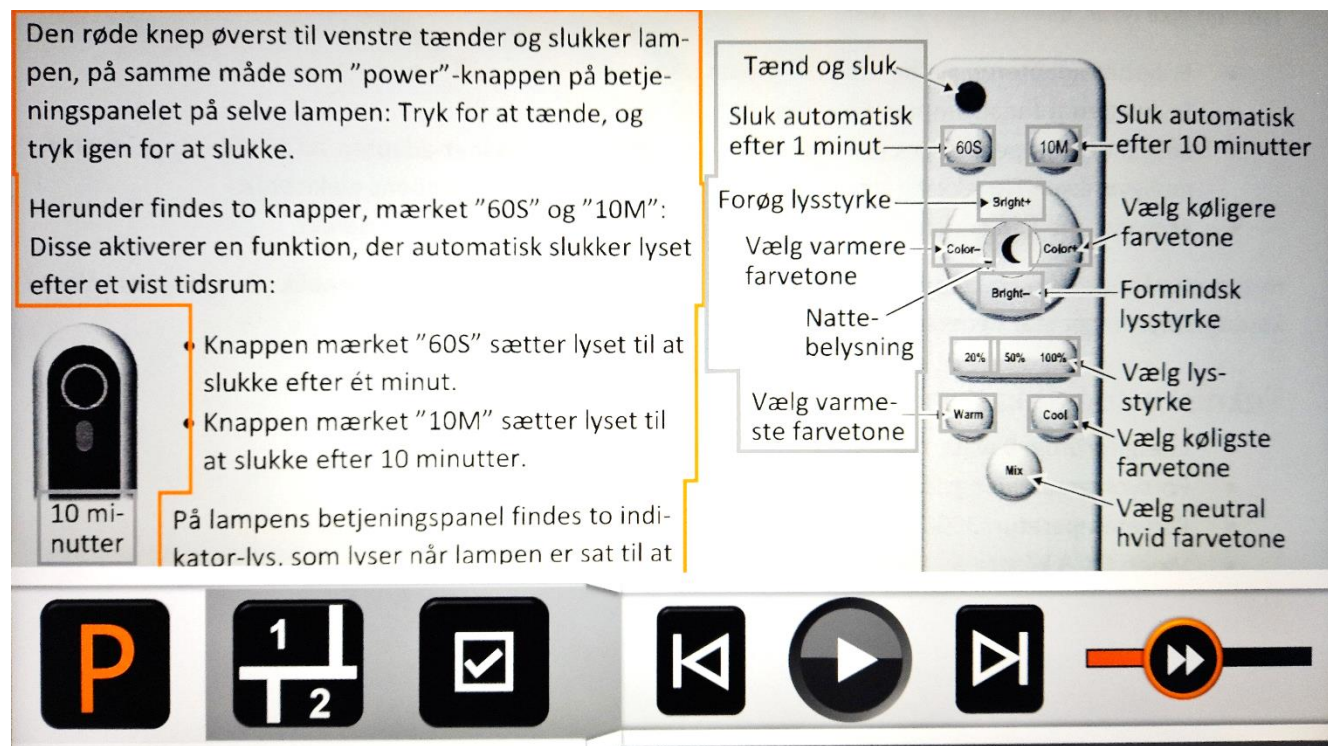 Den røde knep øverst til venstre tænder og slukker lam-
pen, på samme måde som "power"-knappen på betje-
ningspanelet på selve lampen: Tryk for at tænde, og
tryk igen for at slukke.
Herunder findes to knapper, mærket "60S" og "10M":
Disse aktiverer en funktion, der automatisk slukker lyset
efter et vist tidsrum:
• Knappen mærket "60S" sætter lyset til at
slukke efter ét minut.
• Knappen mærket "10M" sætter lyset til
at slukke efter 10 minutter.
10 mi-
nutter
På lampens betjeningspanel findes to indi-
kator-lys, som lyser når lampen er sat til at
Tænd og sluk
Sluk automatisk
efter 1 minut
60S
10M
Sluk automatisk
efter 10 minutter
Forøg lysstyrke
Bright+
Vælg køligere
farvetone
Vælg varmere
farvetone
Color–
Color+
Bright–
Formindsk
lysstyrke
Natte-
belysning
20% 50% 100%
Vælg lys-
styrke
Vælg varme-
ste farvetone
Warm
Cool
Vælg køligste
farvetone
Mix
Vælg neutral
hvid farvetone
P
1
2